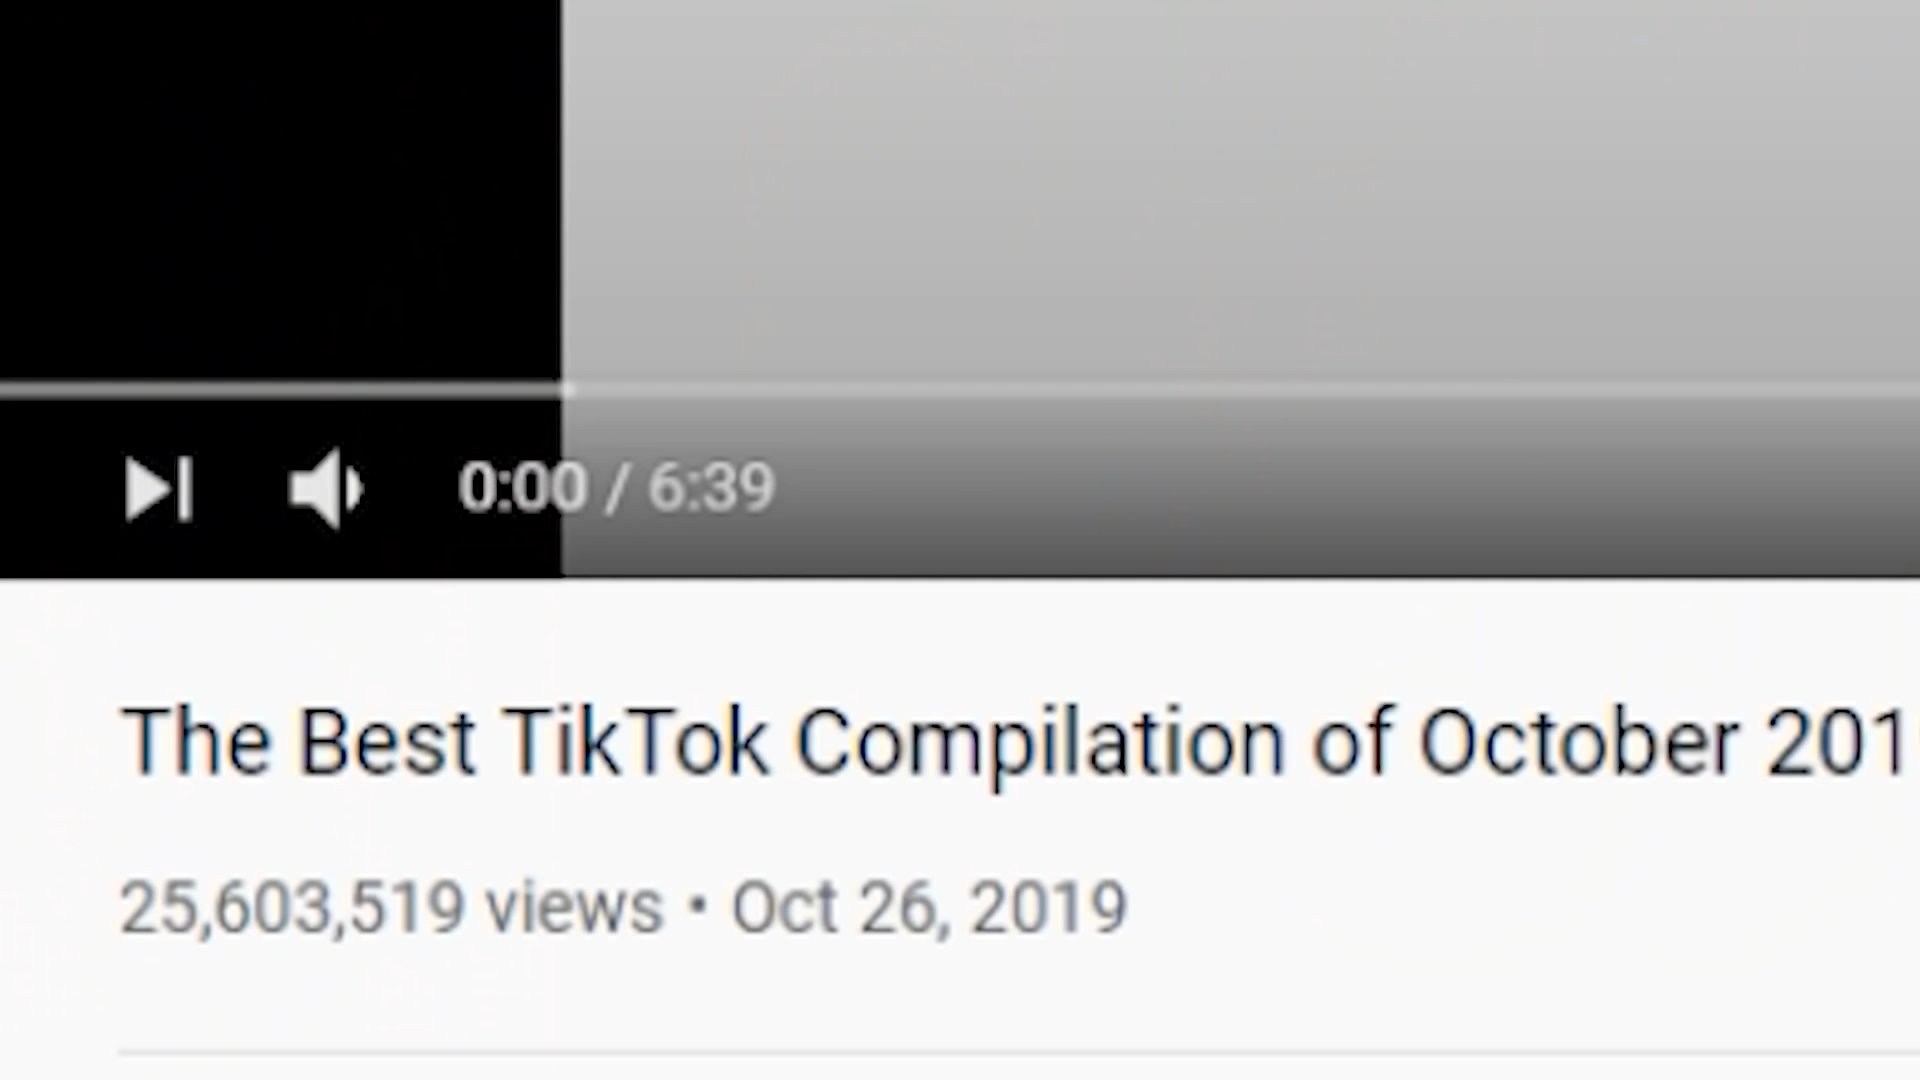 0:00 / 6:39
The Best TikTok Compilation of October 201
25,603,519 views • Oct 26, 2019